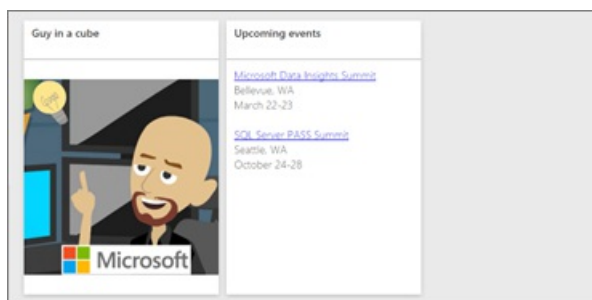 Guy in a cube
Microsoft
Upcoming events
Microsoft Data Insights Summit
Bellevue, WA
March 22-23
SQL Server PASS Summit
Seattle, WA
October 24-28